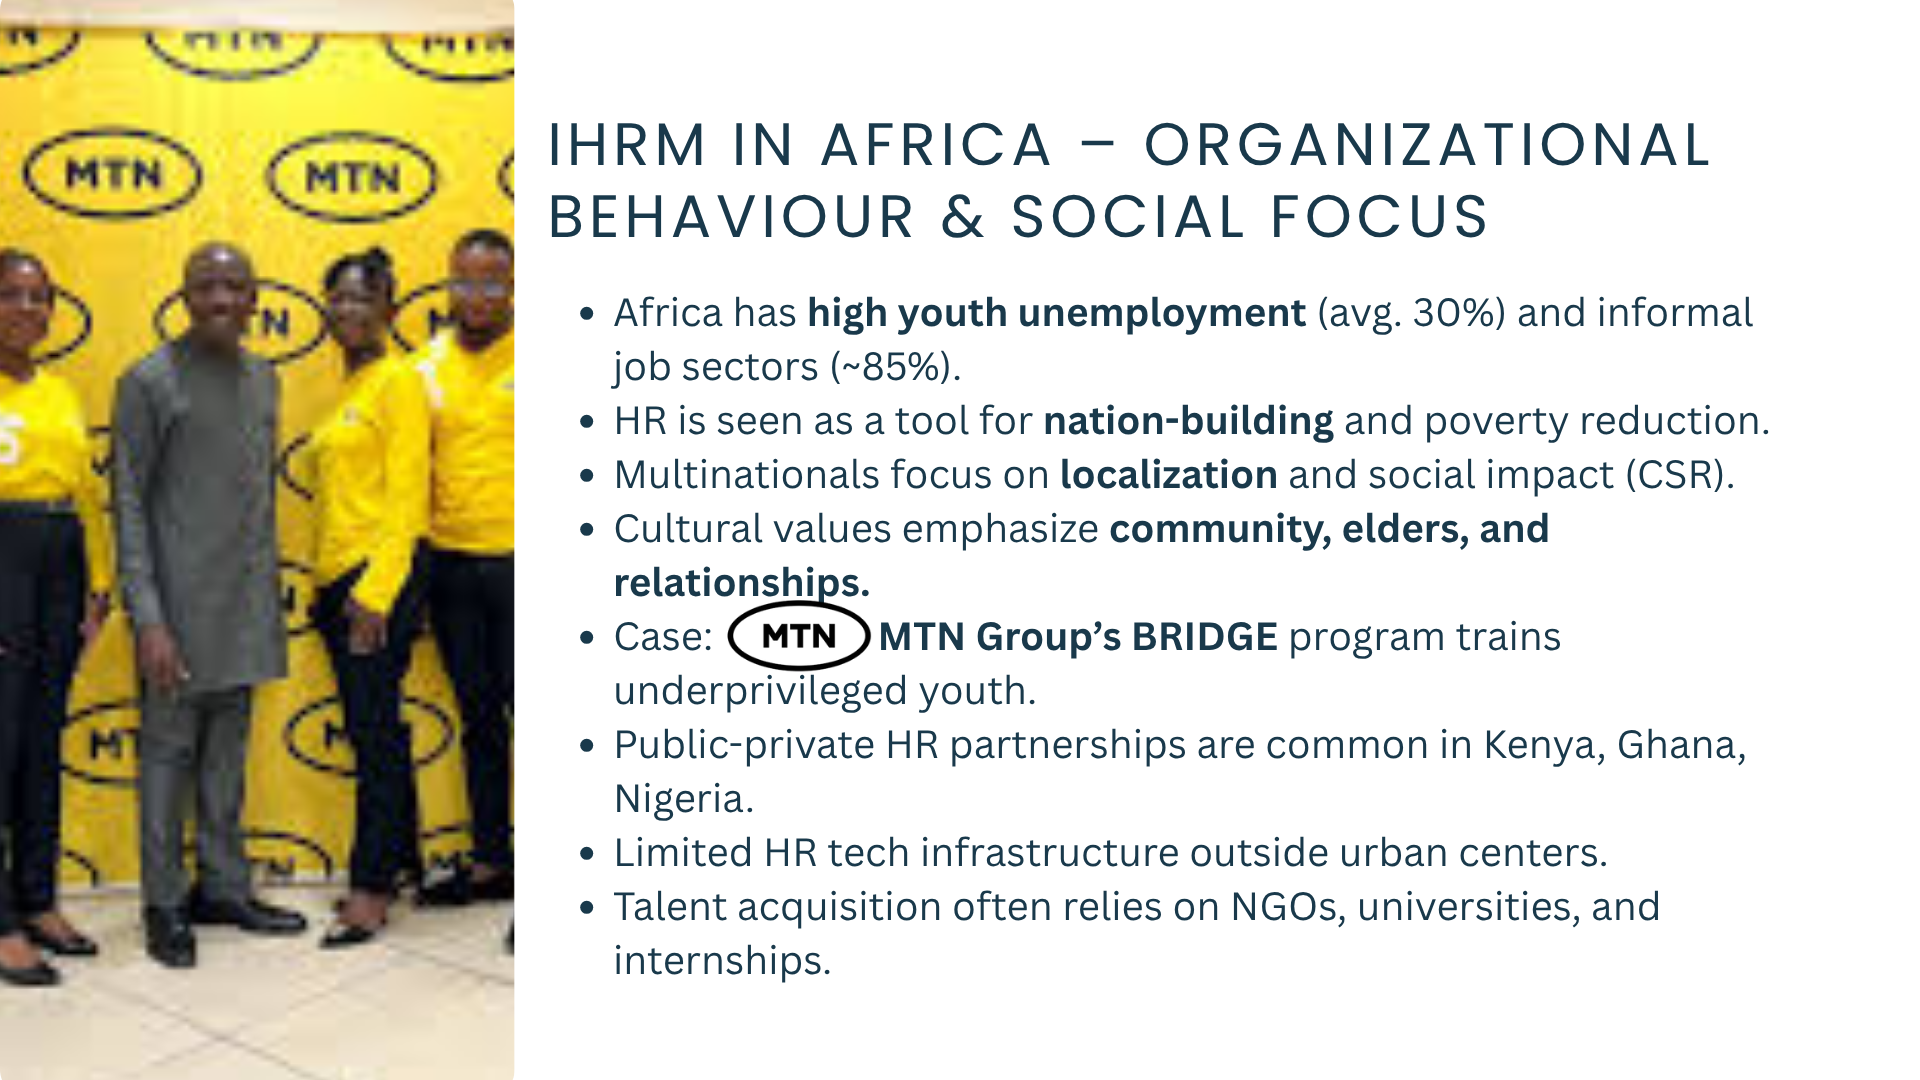 MTN MTN
IHRM IN AFRICA – ORGANIZATIONAL
BEHAVIOUR & SOCIAL FOCUS
• Africa has high youth unemployment (avg. 30%) and informal
job sectors (~85%).
• HR is seen as a tool for nation-building and poverty reduction.
• Multinationals focus on localization and social impact (CSR).
• Cultural values emphasize community, elders, and
relationships.
• Case: MTN MTN Group’s BRIDGE program trains
underprivileged youth.
• Public-private HR partnerships are common in Kenya, Ghana,
Nigeria.
• Limited HR tech infrastructure outside urban centers.
• Talent acquisition often relies on NGOs, universities, and
internships.